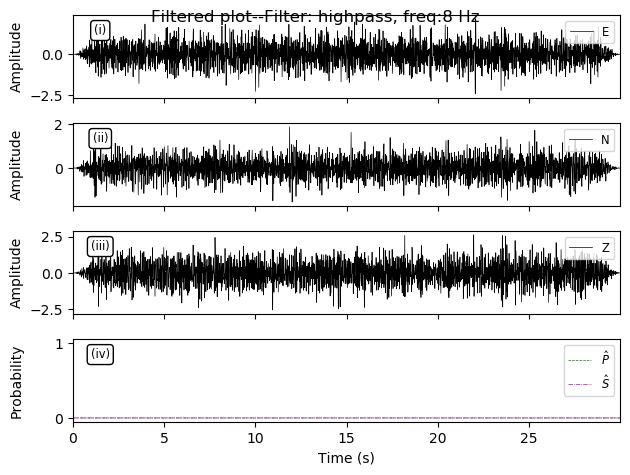 Filtered plot--Filter: highpass, freq:8 Hz
(i)
E
Amplitude
0.0
−2.5
(ii)
N
Amplitude
2
0
(iii)
Z
Amplitude
2.5
0.0
−2.5
(iv)
P̂
Ŝ
Probability
1
0
0 5 10 15 20 25
Time (s)